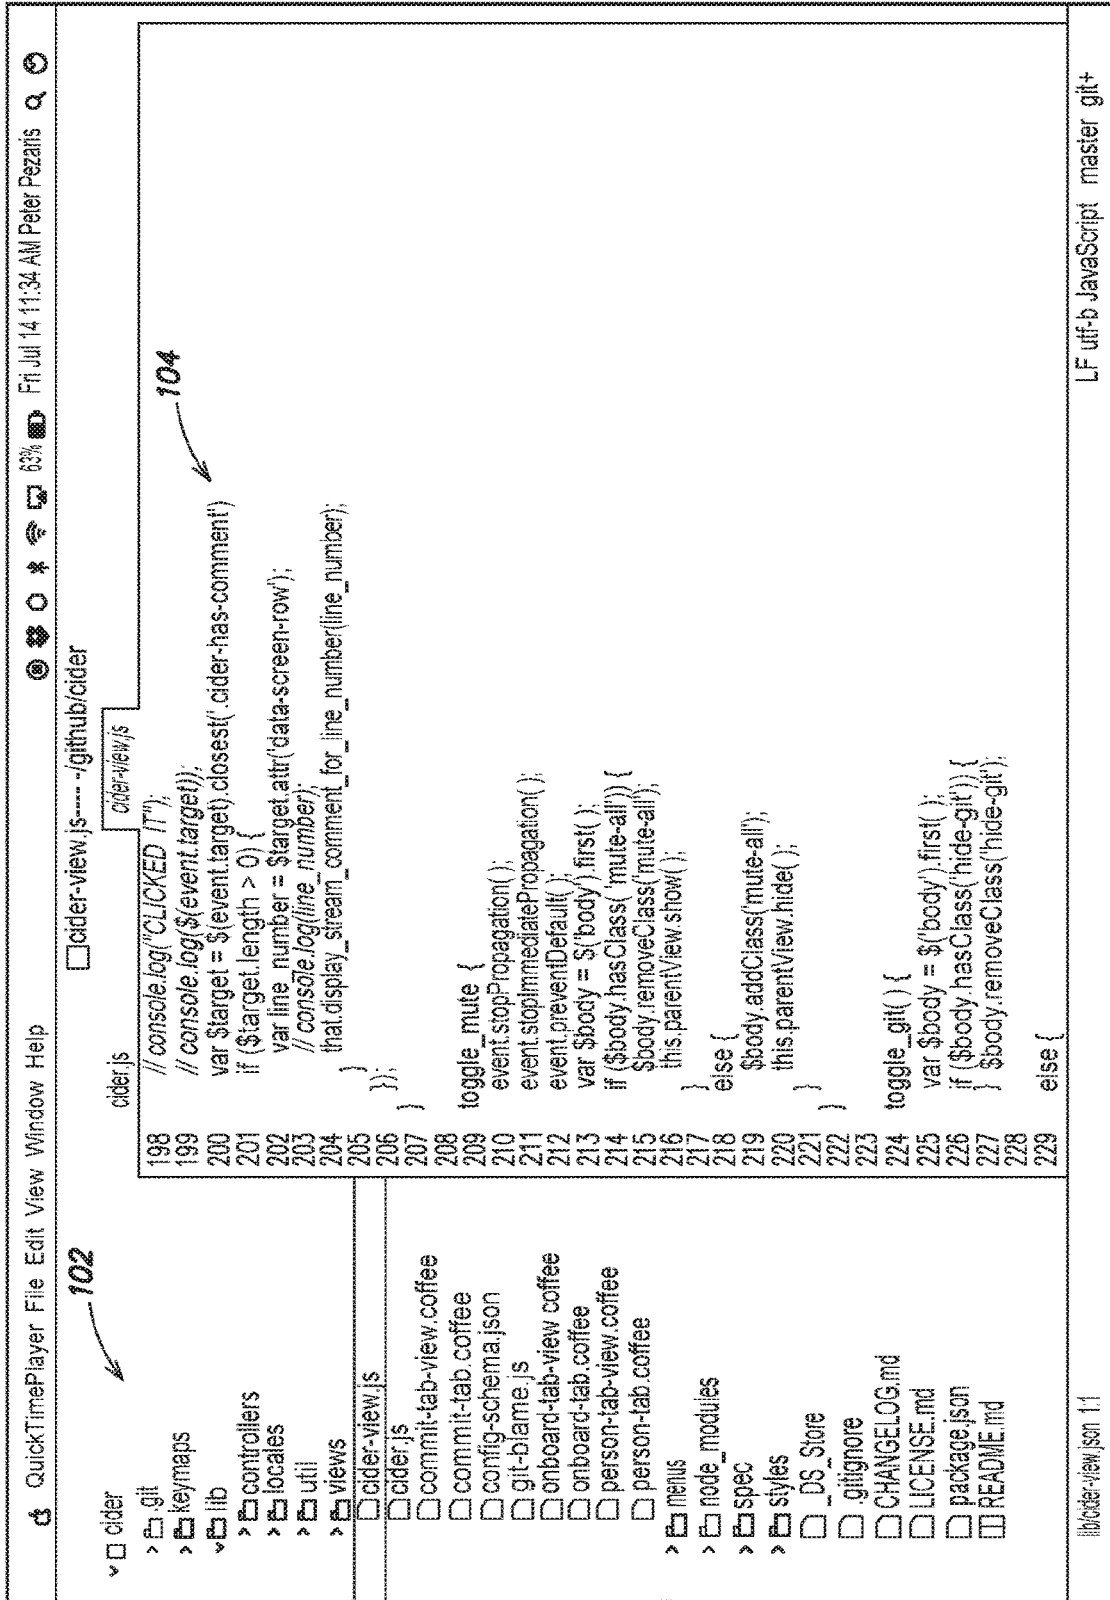 QuickTimePlayer File Edit View Window Help
63% Fri Jul 14 11:34 AM Peter Pezaris
cider-view.js---- -/github/cider
102
cider
.git
keymaps
lib
controllers
locales
util
views
cider-view.js
cider.js
commit-tab-view.coffee
commit-tab.coffee
config-schema.json
git-blame.js
onboard-tab-view coffee
onboard-tab.coffee
person-tab-view.coffee
person-tab.coffee
menus
node_modules
spec
styles
_DS_Store
.gitignore
CHANGELOG.md
LICENSE.md
package.json
README.md
cider.js
cider-view.js
104
198 // console.log("CLICKED IT");
199 // console.log($(event.target));
200 var $target = $(event.target).closest('.cider-has-comment')
201 if ($target.length > 0) {
202 var line_number = $target.attr('data-screen-row');
203 // console.log(line_number);
204 that.display_stream_comment_for_line_number(line_number);
205 }
206 });
207 }
208
209 toggle_mute {
210 event.stopPropagation( );
211 event.stopImmediatePropagation( );
212 event.preventDefault( );
213 var $body = $('body').first( );
214 if ($body.hasClass( 'mute-all')) {
215 $body.removeClass('mute-all');
216 this.parentView.show( );
217 }
218 else {
219 $body.addClass('mute-all');
220 this.parentView.hide( );
221 }
222 }
223
224 toggle_git( ) {
225 var $body = $('body').first( );
226 if ($body.hasClass('hide-git')) {
227 } $body.removeClass('hide-git');
228
229 else {
lib/cider-view.json 1:1
LF utf-b JavaScript master git+